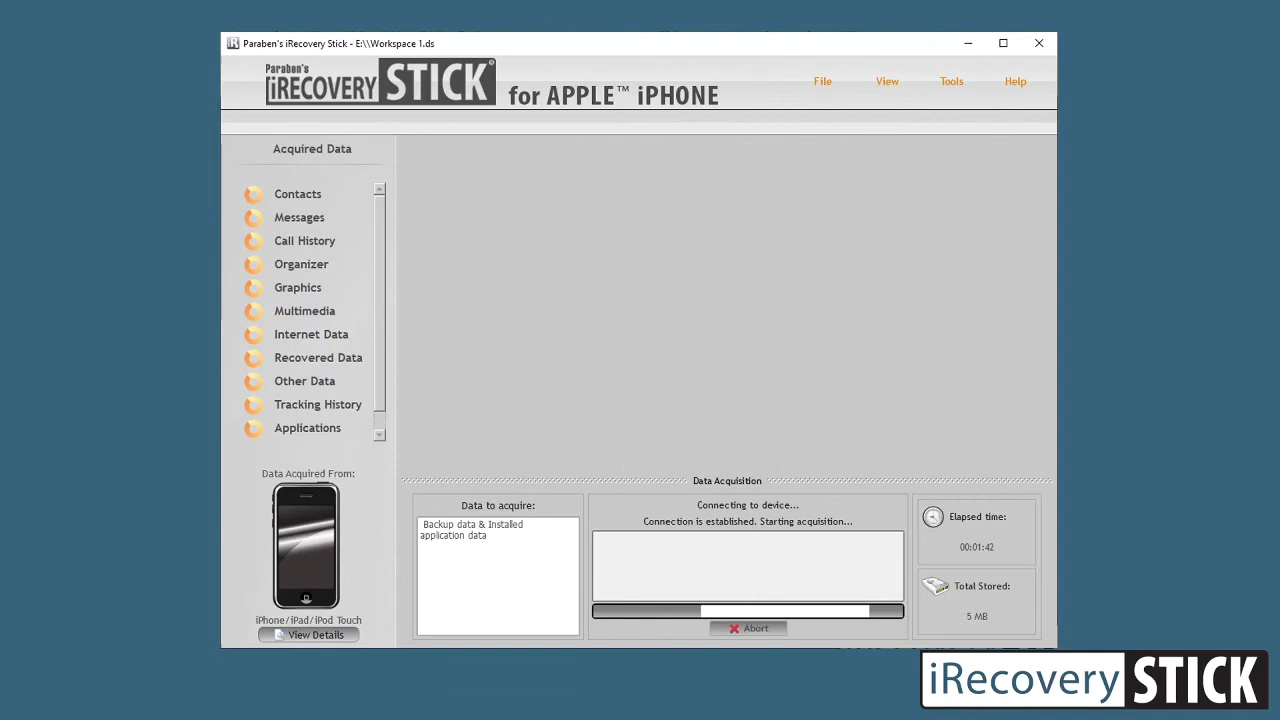 Paraben's iRecovery Stick - E:\\Workspace 1.ds
Paraben's
iRECOVERY STICK®
for APPLE™ iPHONE
File View Tools Help
Acquired Data
Contacts
Messages
Call History
Organizer
Graphics
Multimedia
Internet Data
Recovered Data
Other Data
Tracking History
Applications
Data Acquired From:
iPhone/iPad/iPod Touch
View Details
Data Acquisition
Data to acquire:
Backup data & Installed
application data
Connecting to device...
Connection is established. Starting acquisition...
Abort
Elapsed time:
00:01:42
Total Stored:
5 MB
iRecovery STICK